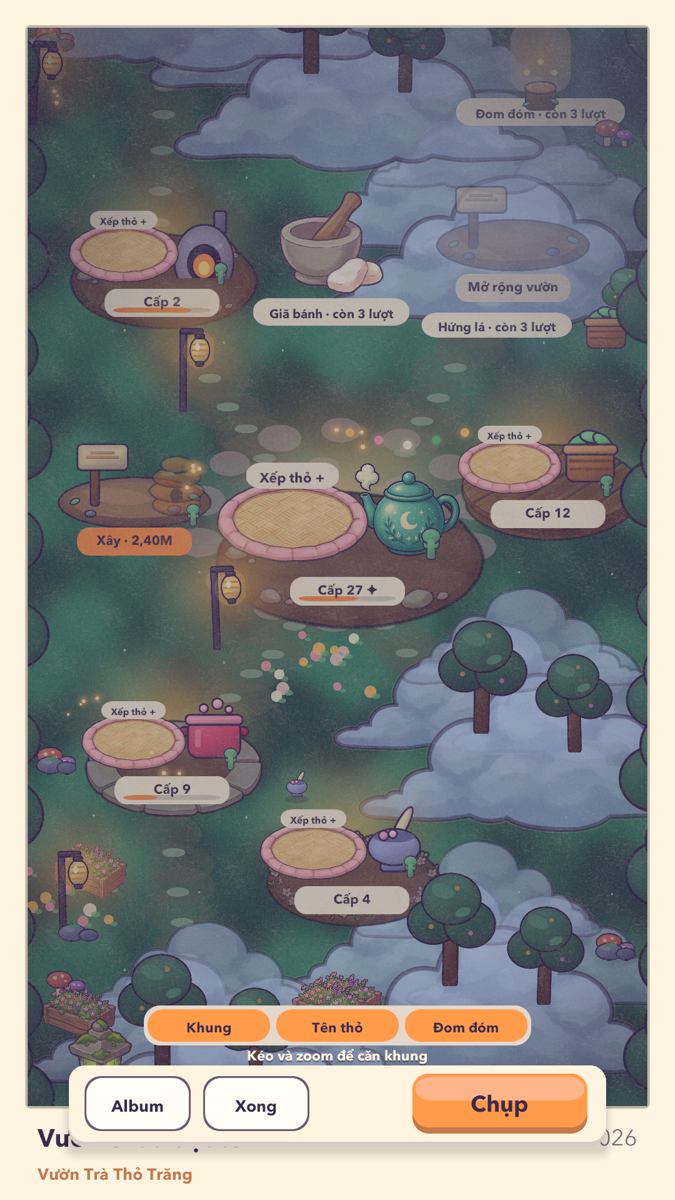 Đom đóm · còn 3 lượt
Xếp thỏ +
Cấp 2
Giã bánh · còn 3 lượt
Mở rộng vườn
Hứng lá · còn 3 lượt
Xếp thỏ +
Cấp 12
Xếp thỏ +
Xây · 2,40M
Cấp 27 ✦
Xếp thỏ +
Cấp 9
Xếp thỏ +
Cấp 4
Khung
Tên thỏ
Đom đóm
Kéo và zoom để căn khung
Album
Xong
Chụp
Vườn Trà Thỏ Trăng